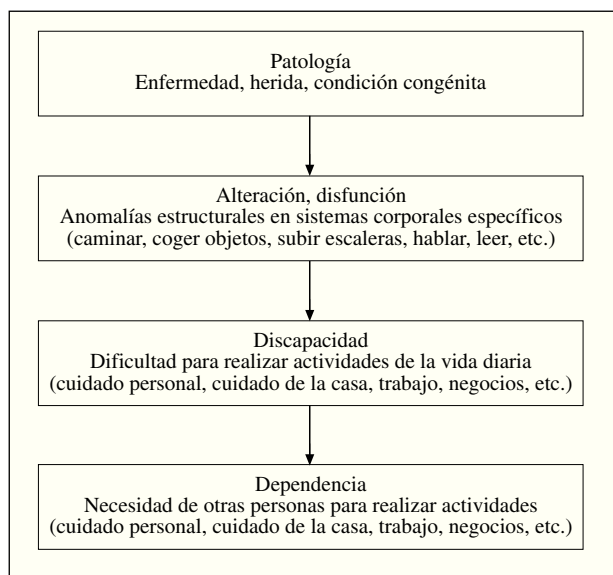 Patología
Enfermedad, herida, condición congénita
Alteración, disfunción
Anomalías estructurales en sistemas corporales específicos
(caminar, coger objetos, subir escaleras, hablar, leer, etc.)
Discapacidad
Dificultad para realizar actividades de la vida diaria
(cuidado personal, cuidado de la casa, trabajo, negocios, etc.)
Dependencia
Necesidad de otras personas para realizar actividades
(cuidado personal, cuidado de la casa, trabajo, negocios, etc.)